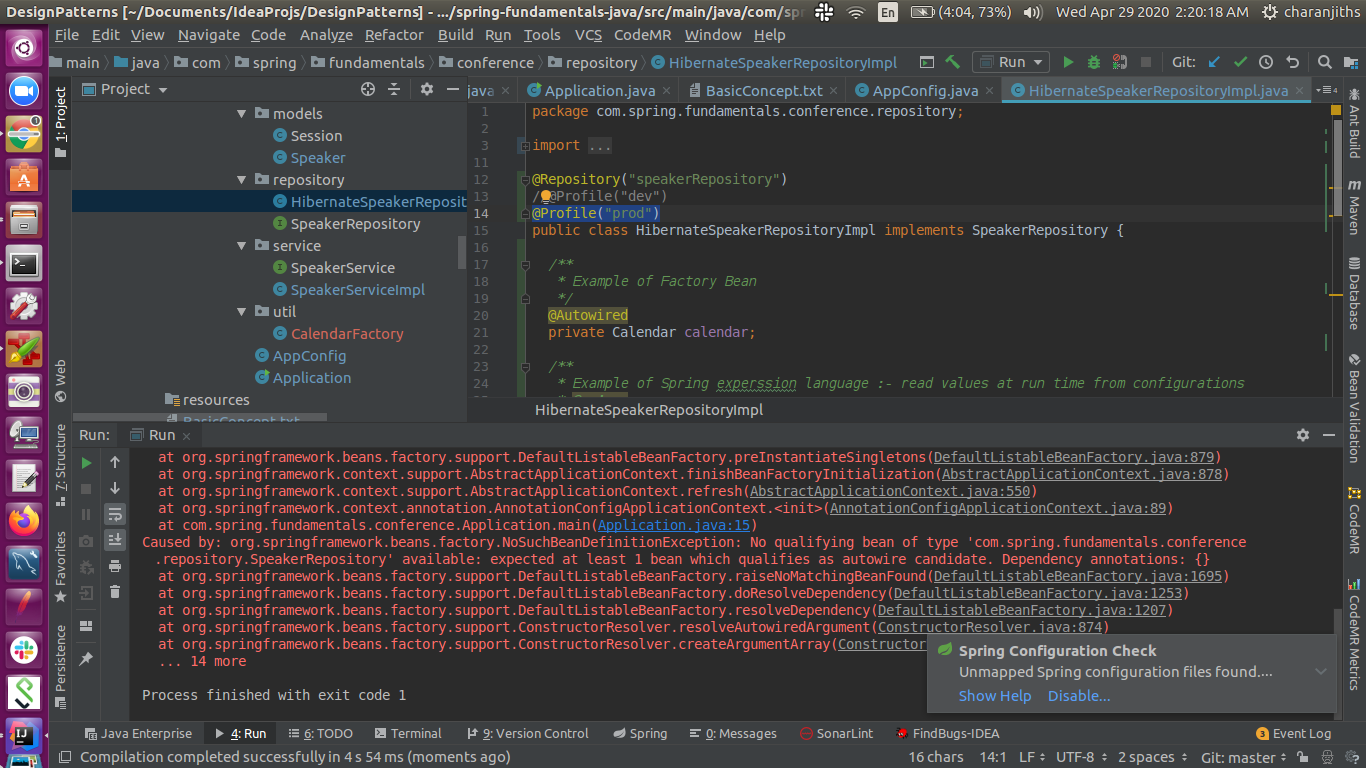 DesignPatterns [~/Documents/IdeaProjs/DesignPatterns] - .../spring-fundamentals-java/src/main/java/com/spr
En
(4:04, 73%)
Wed Apr 29 2020 2:20:18 AM
charanjiths
File Edit View Navigate Code Analyze Refactor Build Run Tools VCS CodeMR Window Help
main java com spring fundamentals conference repository HibernateSpeakerRepositoryImpl
Run
Git:
1: Project
Web
7: Structure
Favorites
Persistence
Project
models
Session
Speaker
repository
HibernateSpeakerReposit
SpeakerRepository
service
SpeakerService
SpeakerServiceImpl
util
CalendarFactory
AppConfig
Application
resources
BasicConcept.txt
java
Application.java
BasicConcept.txt
AppConfig.java
HibernateSpeakerRepositoryImpl.java
4
1 package com.spring.fundamentals.conference.repository;
2
3 import ...
11
12 @Repository("speakerRepository")
13 / @Profile("dev")
14 @Profile("prod")
15 public class HibernateSpeakerRepositoryImpl implements SpeakerRepository {
16
17 /**
18 * Example of Factory Bean
19 */
20 @Autowired
21 private Calendar calendar;
22
23 /**
24 * Example of Spring experssion language :- read values at run time from configurations
HibernateSpeakerRepositoryImpl
Ant Build
Maven
Database
Bean Validation
CodeMR
CodeMR Metrics
Run:
Run
at org.springframework.beans.factory.support.DefaultListableBeanFactory.preInstantiateSingletons(DefaultListableBeanFactory.java:879)
at org.springframework.context.support.AbstractApplicationContext.finishBeanFactoryInitialization(AbstractApplicationContext.java:878)
at org.springframework.context.support.AbstractApplicationContext.refresh(AbstractApplicationContext.java:550)
at org.springframework.context.annotation.AnnotationConfigApplicationContext.<init>(AnnotationConfigApplicationContext.java:89)
at com.spring.fundamentals.conference.Application.main(Application.java:15)
Caused by: org.springframework.beans.factory.NoSuchBeanDefinitionException: No qualifying bean of type 'com.spring.fundamentals.conference
.repository.SpeakerRepository' available: expected at least 1 bean which qualifies as autowire candidate. Dependency annotations: {}
at org.springframework.beans.factory.support.DefaultListableBeanFactory.raiseNoMatchingBeanFound(DefaultListableBeanFactory.java:1695)
at org.springframework.beans.factory.support.DefaultListableBeanFactory.doResolveDependency(DefaultListableBeanFactory.java:1253)
at org.springframework.beans.factory.support.DefaultListableBeanFactory.resolveDependency(DefaultListableBeanFactory.java:1207)
at org.springframework.beans.factory.support.ConstructorResolver.resolveAutowiredArgument(ConstructorResolver.java:874)
at org.springframework.beans.factory.support.ConstructorResolver.createArgumentArray(Constructor
... 14 more
Process finished with exit code 1
Spring Configuration Check
Unmapped Spring configuration files found....
Show Help Disable...
Java Enterprise
4: Run
6: TODO
Terminal
9: Version Control
Spring
0: Messages
SonarLint
FindBugs-IDEA
3 Event Log
Compilation completed successfully in 4 s 54 ms (moments ago)
16 chars 14:1 LF UTF-8 2 spaces Git: master